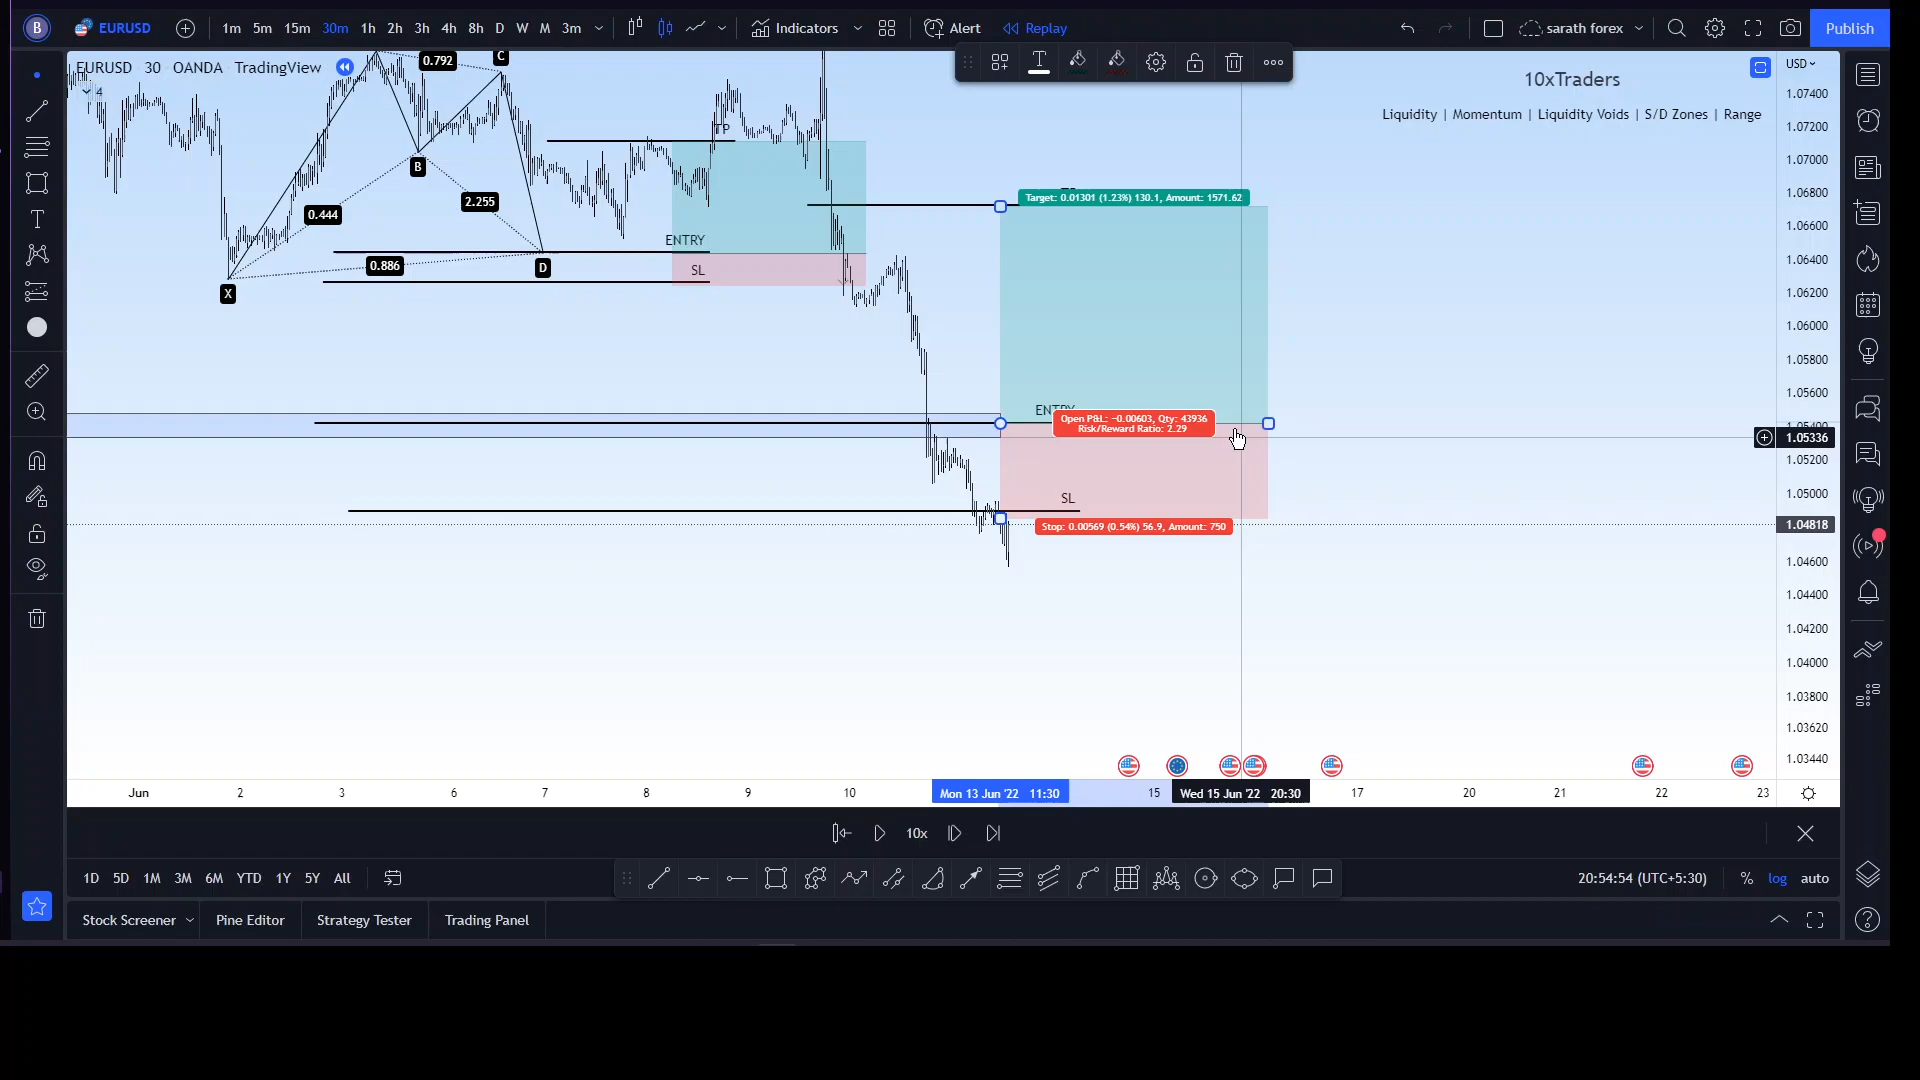 B EURUSD 1m 5m 15m 30m 1h 2h 3h 4h 8h D W M 3m Indicators Alert Replay sarath forex Publish
EURUSD 30 OANDA TradingView
4
0.792
C
10xTraders
Liquidity | Momentum | Liquidity Voids | S/D Zones | Range
USD
1.07400
1.07200
1.07000
1.06800
1.06600
1.06400
1.06200
1.06000
1.05800
1.05600
1.05336
1.05200
1.05000
1.04818
1.04600
1.04400
1.04200
1.04000
1.03800
1.03620
1.03440
TP
B
2.255
0.444
0.886
X
D
ENTRY
SL
Target: 0.01301 (1.23%) 130.1, Amount: 1571.62
ENTRY
Open P&L: −0.00603, Qty: 43936
Risk/Reward Ratio: 2.29
SL
Stop: 0.00569 (0.54%) 56.9, Amount: 750
Jun 2 3 6 7 8 9 10 Mon 13 Jun '22 11:30 15 Wed 15 Jun '22 20:30 17 20 21 22 23
10x
1D 5D 1M 3M 6M YTD 1Y 5Y All
20:54:54 (UTC+5:30) % log auto
Stock Screener Pine Editor Strategy Tester Trading Panel